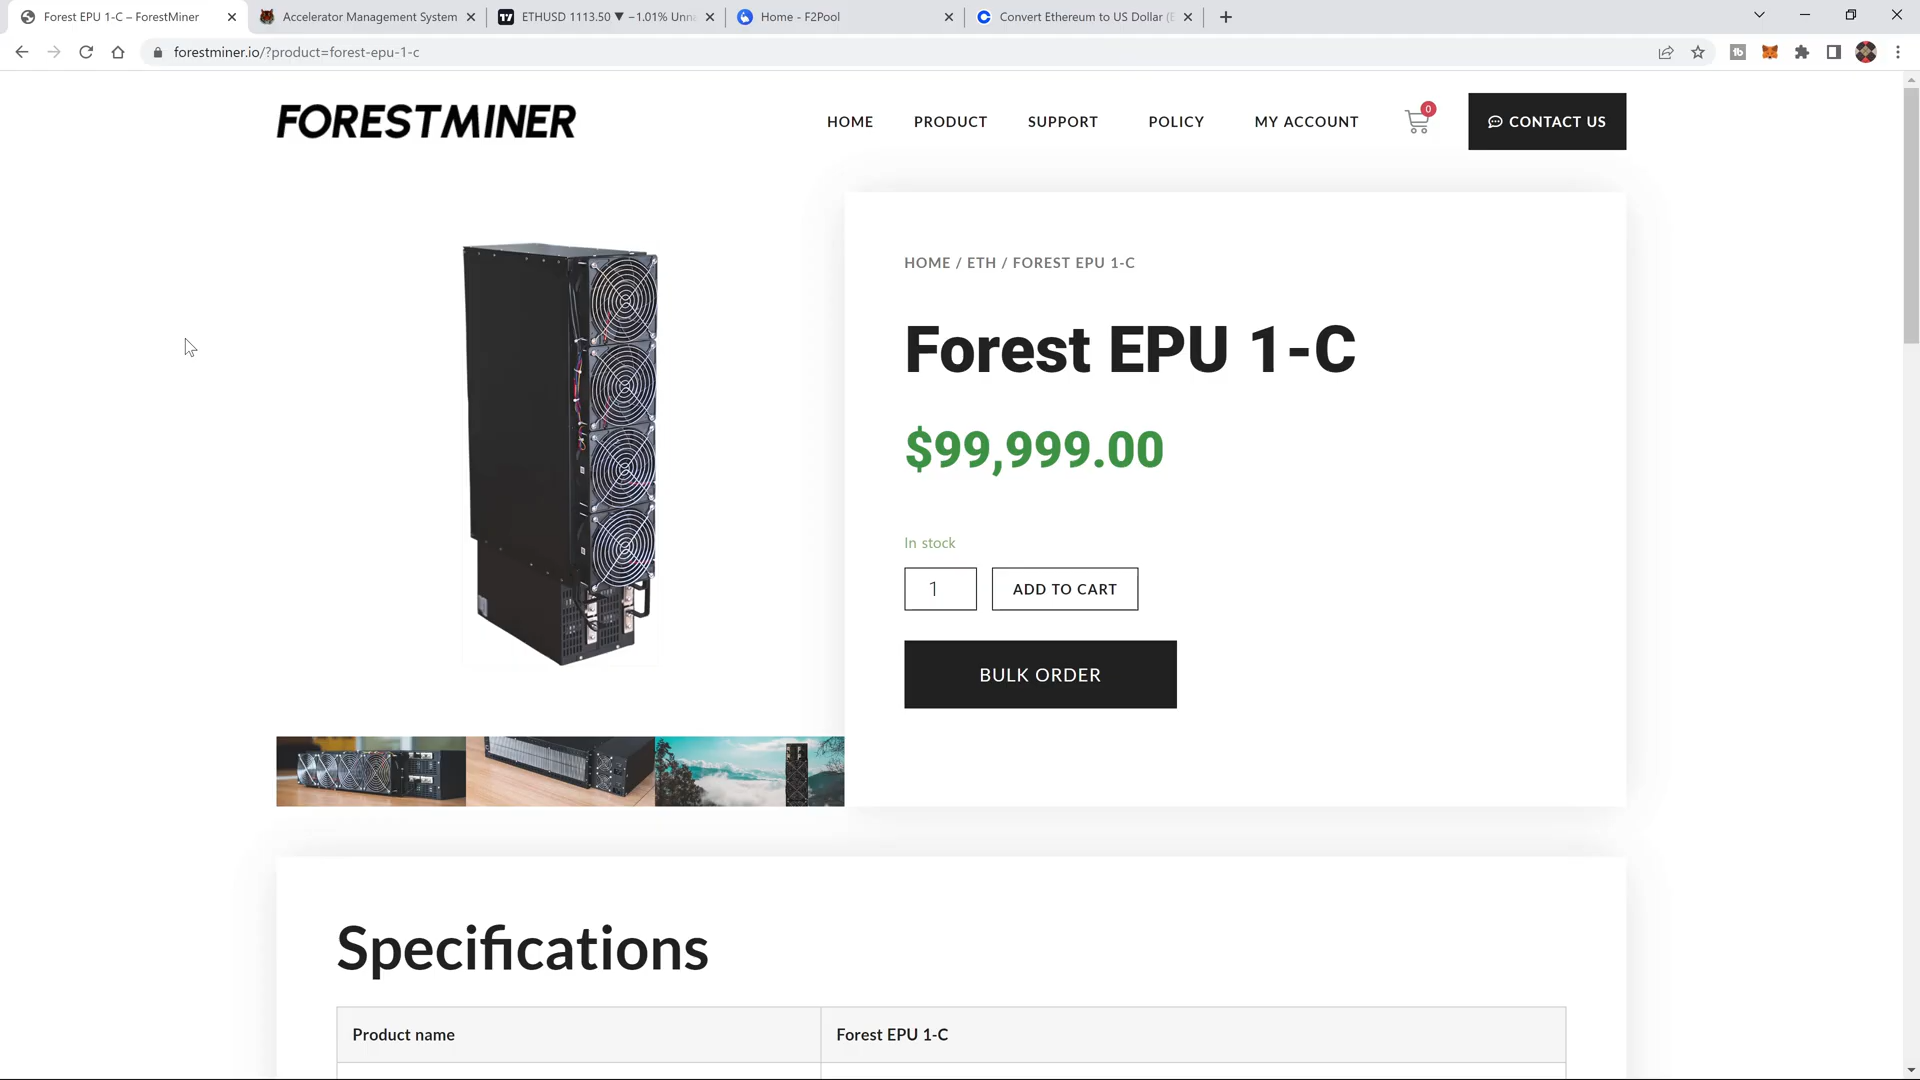 Forest EPU 1-C – ForestMiner
Accelerator Management System
ETHUSD 1113.50 ▼ −1.01% Unna
Home - F2Pool
Convert Ethereum to US Dollar (E
forestminer.io/?product=forest-epu-1-c
FORESTMINER
HOME
PRODUCT
SUPPORT
POLICY
MY ACCOUNT
0
CONTACT US
HOME / ETH / FOREST EPU 1-C
Forest EPU 1-C
$99,999.00
In stock
1
ADD TO CART
BULK ORDER
Specifications
Product name
Forest EPU 1-C